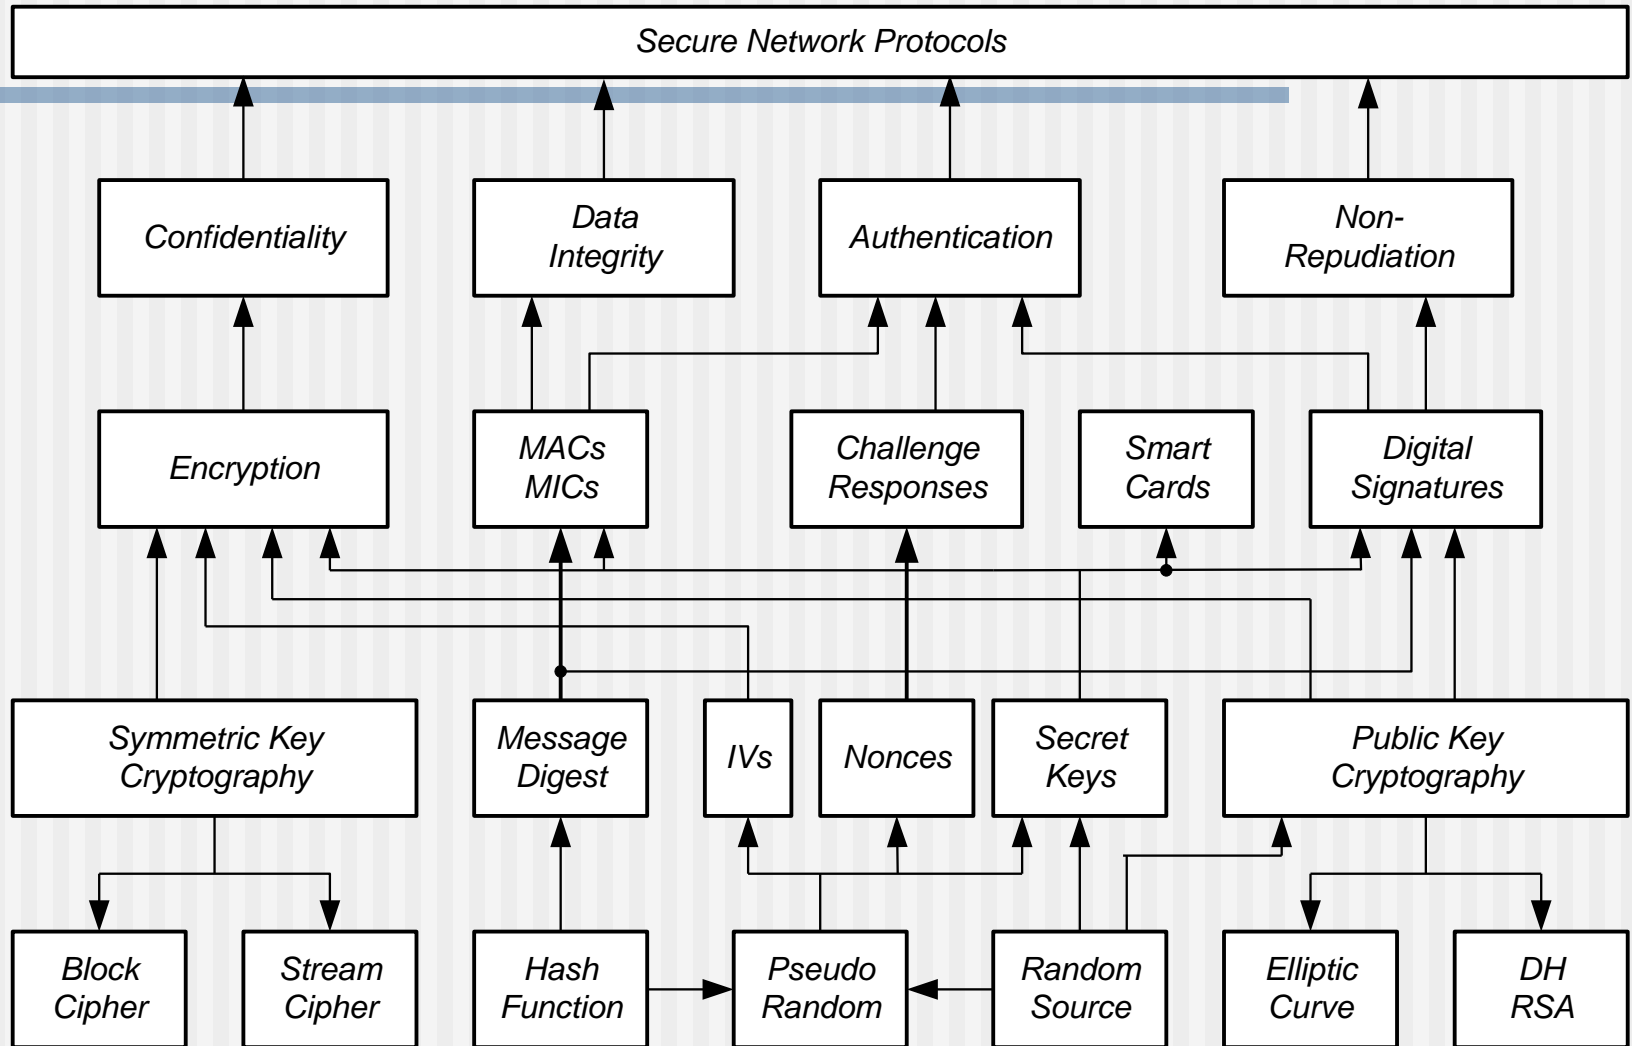 Secure Network Protocols
Confidentiality
Data
Integrity
Authentication
Non-
Repudiation
Encryption
MACs
MICs
Challenge
Responses
Smart
Cards
Digital
Signatures
Symmetric Key
Cryptography
Message
Digest
IVs
Nonces
Secret
Keys
Public Key
Cryptography
Block
Cipher
Stream
Cipher
Hash
Function
Pseudo
Random
Random
Source
Elliptic
Curve
DH
RSA